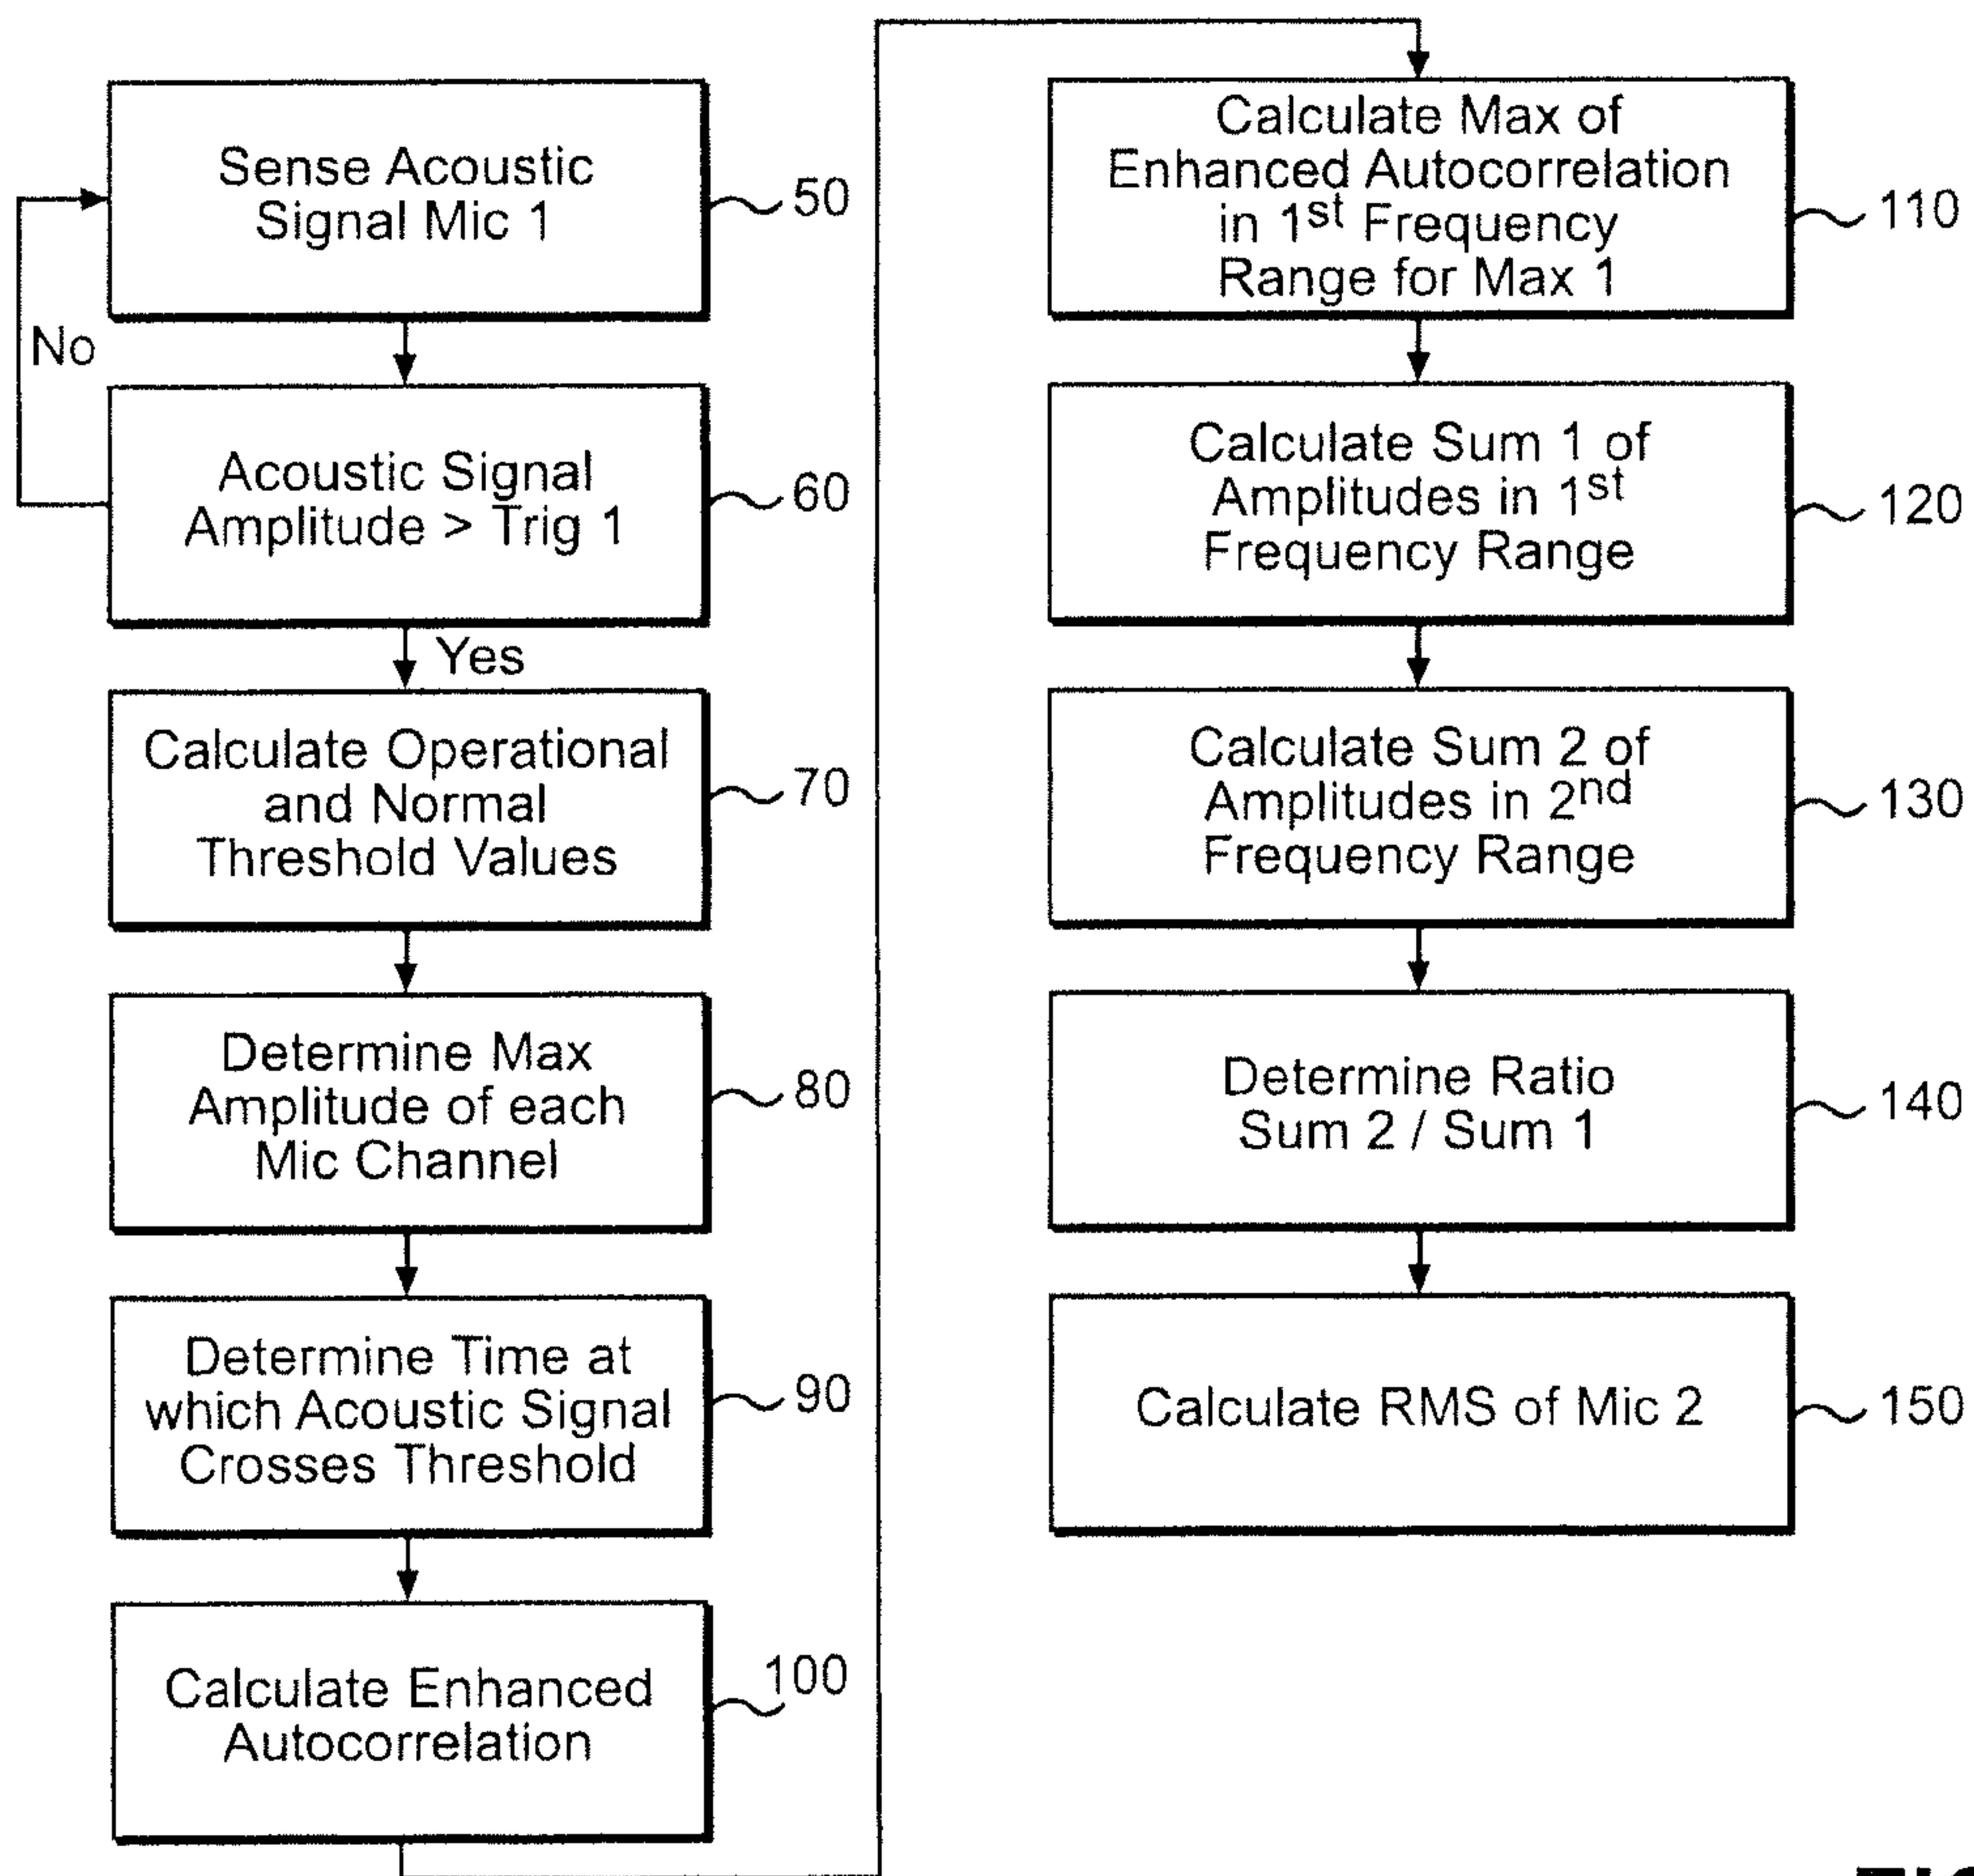 Sense Acoustic
Signal Mic 1
50
No
Acoustic Signal
Amplitude > Trig 1
60
Yes
Calculate Operational
and Normal
Threshold Values
70
Determine Max
Amplitude of each
Mic Channel
80
Determine Time at
which Acoustic Signal
Crosses Threshold
90
Calculate Enhanced
Autocorrelation
100
Calculate Max of
Enhanced Autocorrelation
in 1st Frequency
Range for Max 1
110
Calculate Sum 1 of
Amplitudes in 1st
Frequency Range
120
Calculate Sum 2 of
Amplitudes in 2nd
Frequency Range
130
Determine Ratio
Sum 2 / Sum 1
140
Calculate RMS of Mic 2
150